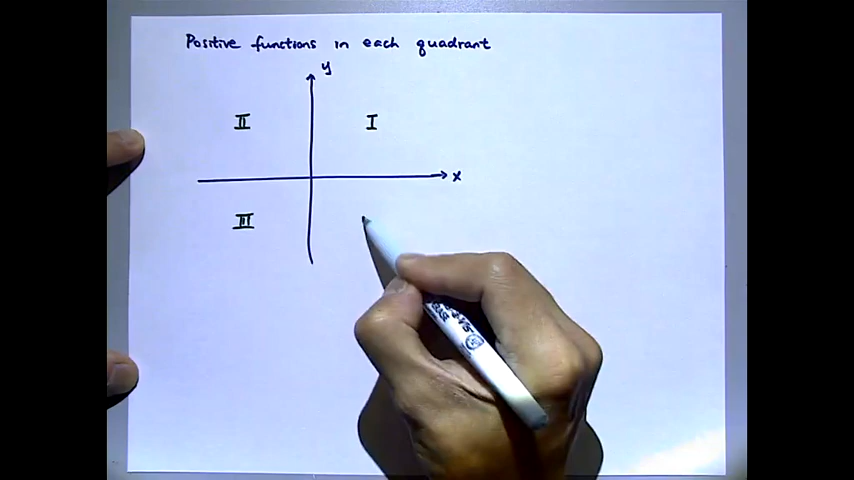 Positive functions in each quadrant
y
II I
x
III